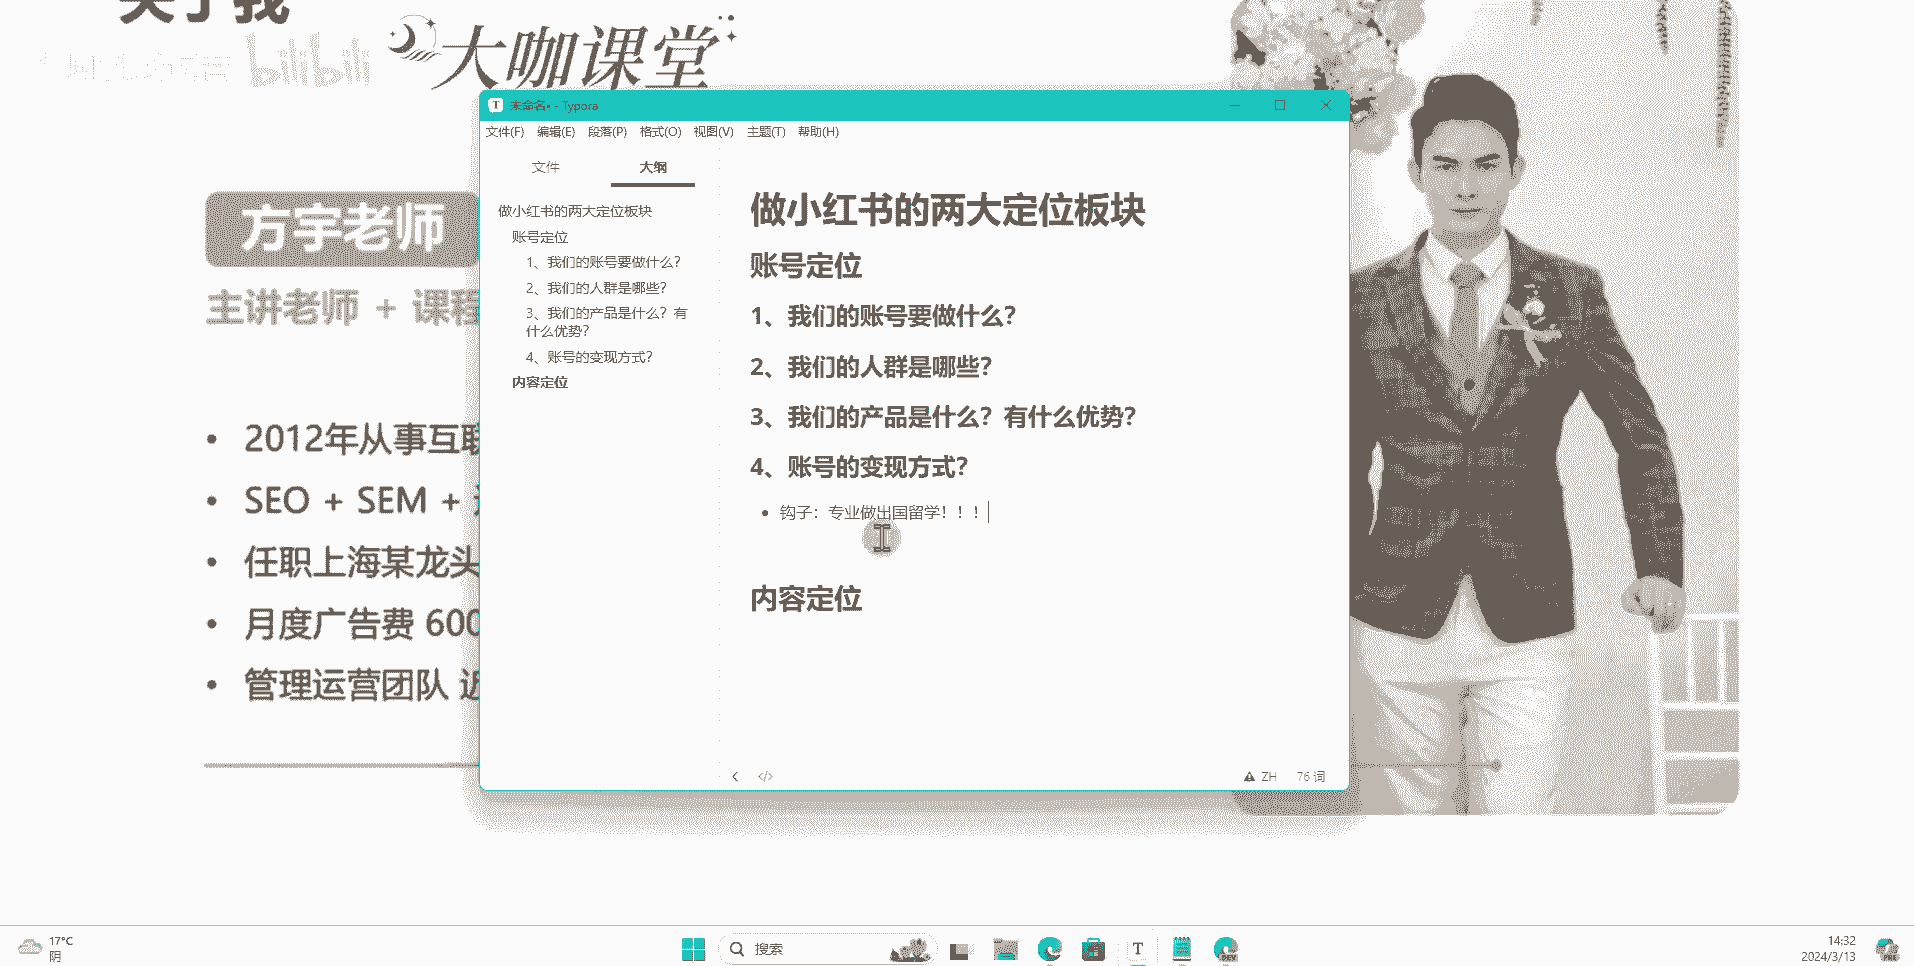 关于我
bilibili
大咖课堂
方宇老师
主讲老师 + 课程
2012年从事互联
SEO + SEM +
任职上海某龙头
月度广告费 600
管理运营团队 近
未命名• - Typora
文件(F) 编辑(E) 段落(P) 格式(O) 视图(V) 主题(T) 帮助(H)
文件 大纲
做小红书的两大定位板块
账号定位
1、我们的账号要做什么？
2、我们的人群是哪些？
3、我们的产品是什么？有
什么优势？
4、账号的变现方式？
内容定位
做小红书的两大定位板块
账号定位
1、我们的账号要做什么？
2、我们的人群是哪些？
3、我们的产品是什么？有什么优势？
4、账号的变现方式？
钩子：专业做出国留学！！！
内容定位
ZH 76 词
17°C
阴
搜索
T
DEV
14:32
2024/3/13
PRE